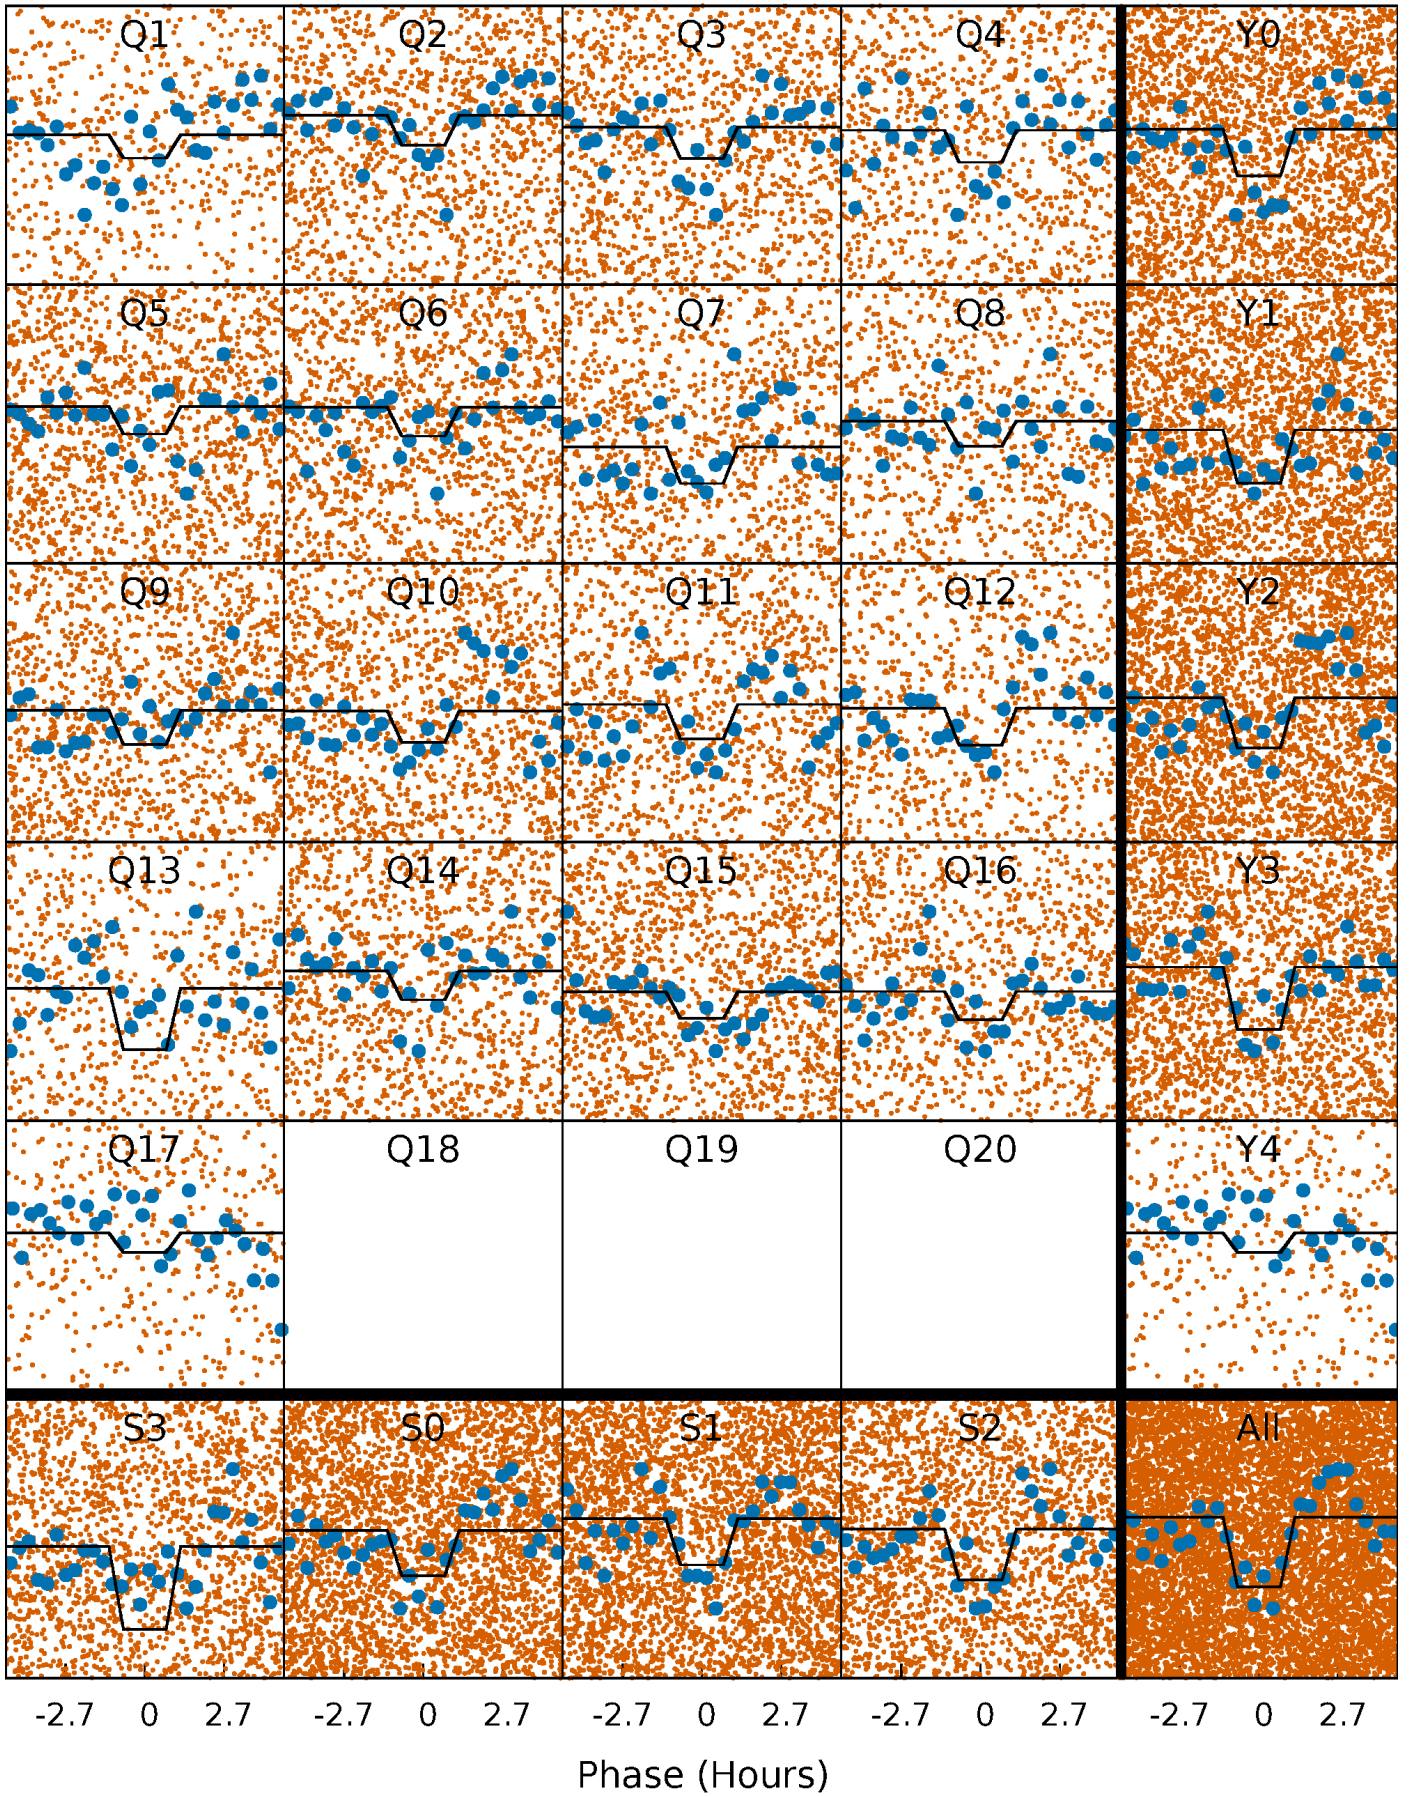 Q1 Q2 Q3 Q4 Y0
Q5 Q6 Q7 Q8 Y1
Q9 Q10 Q11 Q12 Y2
Q13 Q14 Q15 Q16 Y3
Q17 Q18 Q19 Q20 Y4
S3 S0 S1 S2 All
-2.7 0 2.7 -2.7 0 2.7 -2.7 0 2.7 -2.7 0 2.7 -2.7 0 2.7
Phase (Hours)